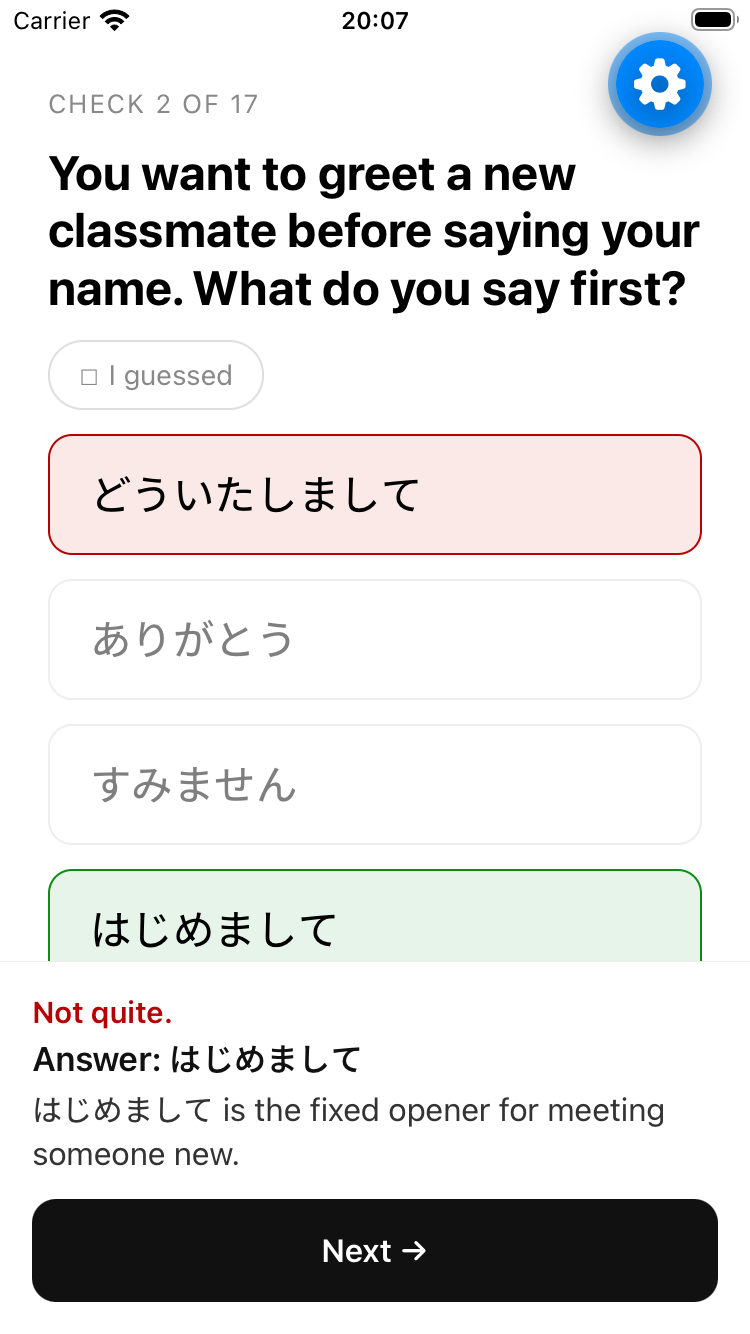 Carrier 20:07
CHECK 2 OF 17
You want to greet a new
classmate before saying your
name. What do you say first?
□ I guessed
どういたしまして
ありがとう
すみません
はじめまして
Not quite.
Answer: はじめまして
はじめまして is the fixed opener for meeting
someone new.
Next →